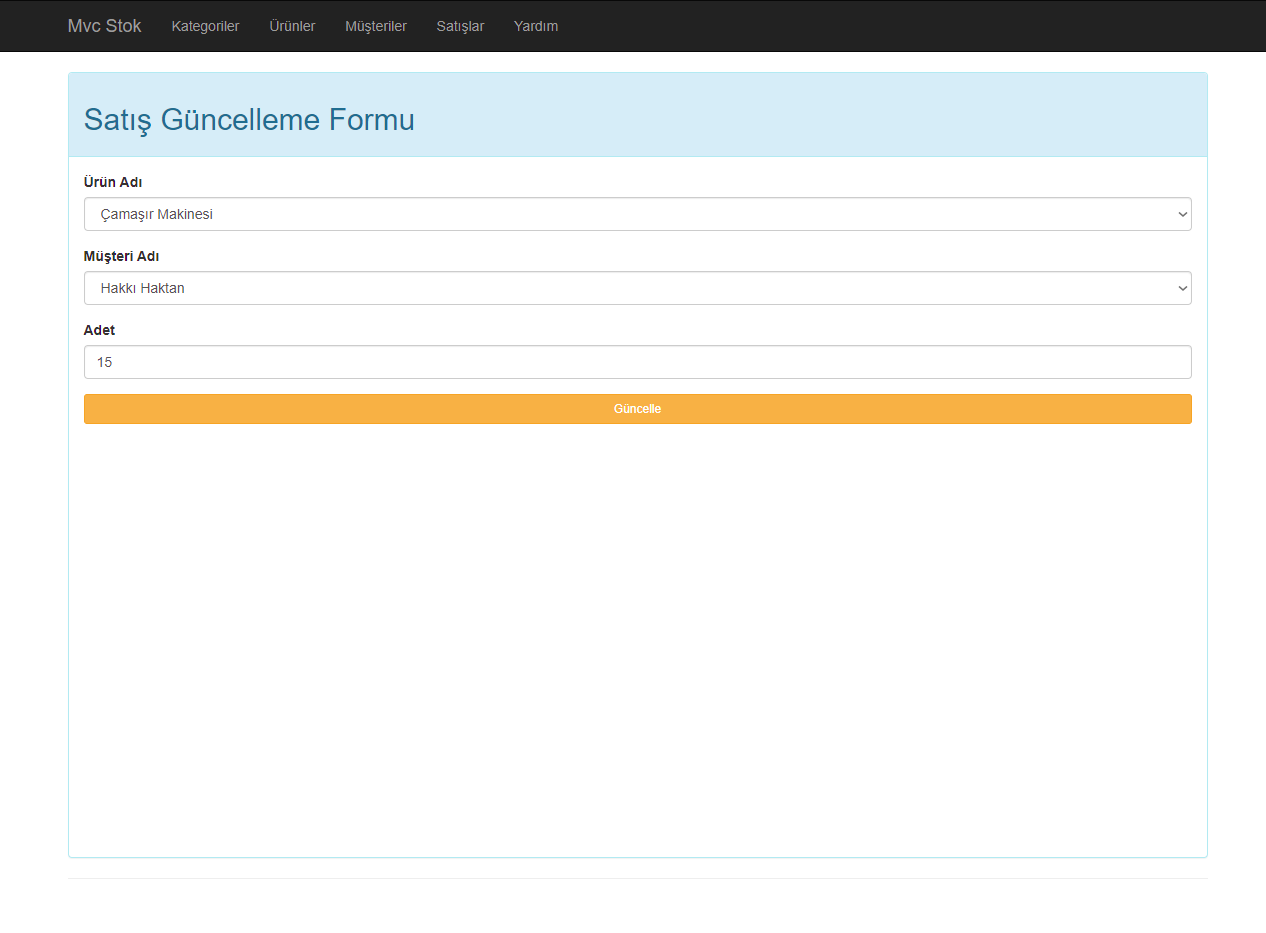 Mvc Stok Kategoriler Ürünler Müşteriler Satışlar Yardım
Satış Güncelleme Formu
Ürün Adı
Çamaşır Makinesi
Müşteri Adı
Hakkı Haktan
Adet
15
Güncelle